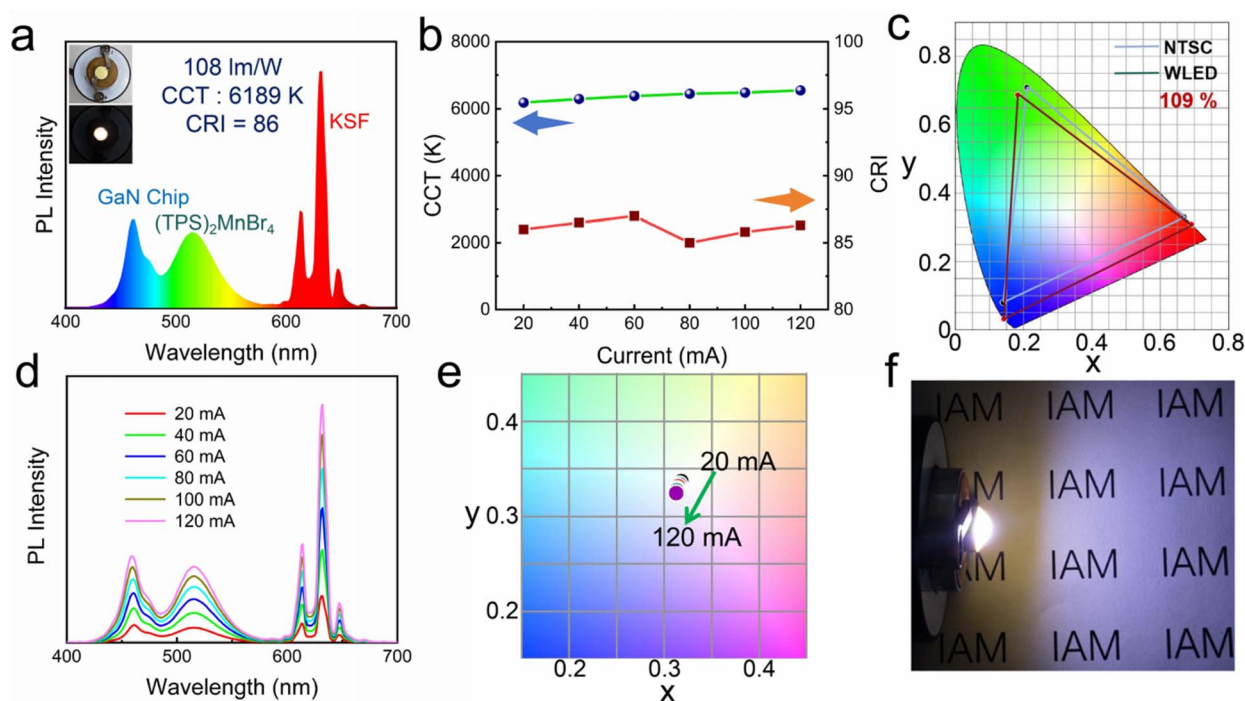 a
108 lm/W
CCT : 6189 K
CRI = 86
KSF
GaN Chip
(TPS)₂MnBr₄
PL Intensity
400 500 600 700
Wavelength (nm)
b
8000
6000
4000
2000
0
CCT (K)
100
95
90
85
80
CRI
20 40 60 80 100 120
Current (mA)
c
NTSC
WLED
109 %
0.8
0.6
0.4
0.2
0
y
0 0.2 0.4 0.6 0.8
x
d
20 mA
40 mA
60 mA
80 mA
100 mA
120 mA
PL Intensity
400 500 600 700
Wavelength (nm)
e
0.4
0.3
0.2
y
20 mA
120 mA
0.2 0.3 0.4
x
f
IAM IAM IAM
AM IAM IAM
AM IAM IAM
IAM IAM IAM